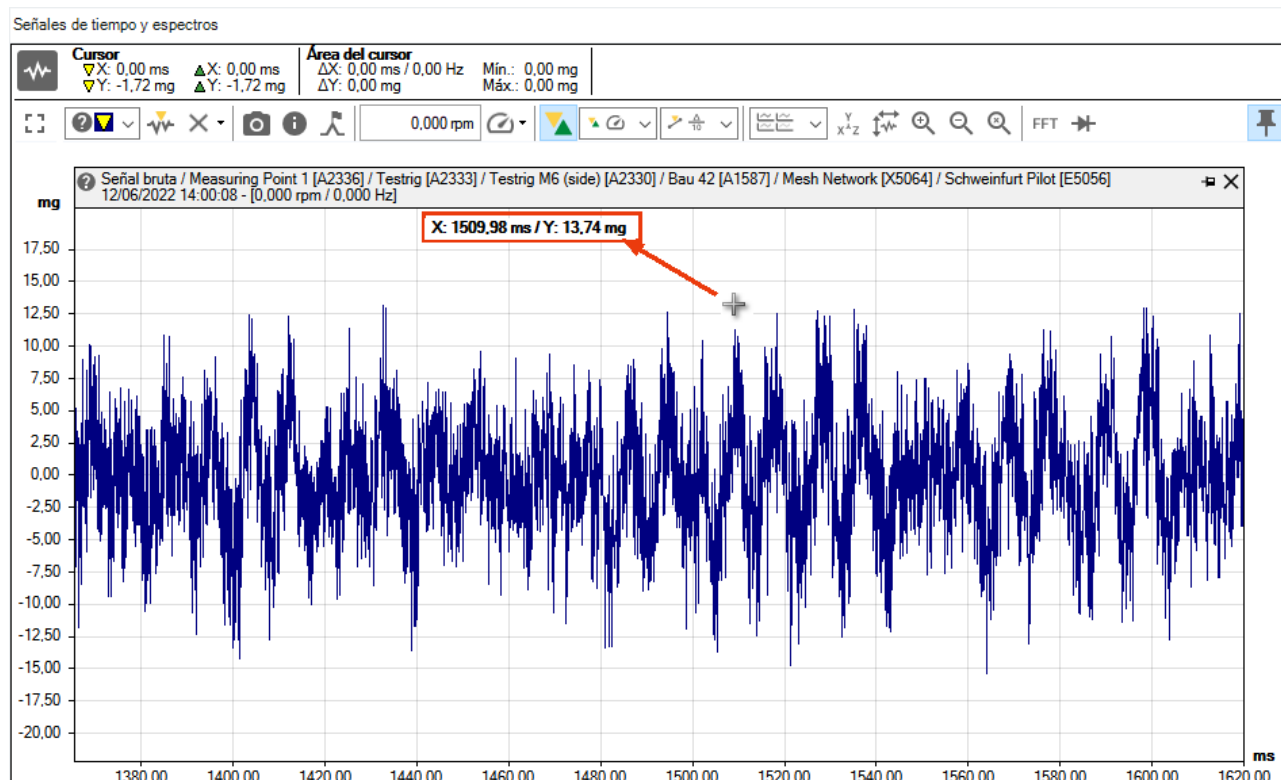 Señales de tiempo y espectros
Cursor
X: 0,00 ms X: 0,00 ms
Y: -1,72 mg Y: -1,72 mg
Área del cursor
ΔX: 0,00 ms / 0,00 Hz Mín.: 0,00 mg
ΔY: 0,00 mg Máx.: 0,00 mg
0,000 rpm
FFT
Señal bruta / Measuring Point 1 [A2336] / Testrig [A2333] / Testrig M6 (side) [A2330] / Bau 42 [A1587] / Mesh Network [X5064] / Schweinfurt Pilot [E5056]
12/06/2022 14:00:08 - [0,000 rpm / 0,000 Hz]
mg
X: 1509,98 ms / Y: 13,74 mg
17,50
15,00
12,50
10,00
7,50
5,00
2,50
0,00
-2,50
-5,00
-7,50
-10,00
-12,50
-15,00
-17,50
-20,00
ms
1380,00 1400,00 1420,00 1440,00 1460,00 1480,00 1500,00 1520,00 1540,00 1560,00 1580,00 1600,00 1620,00